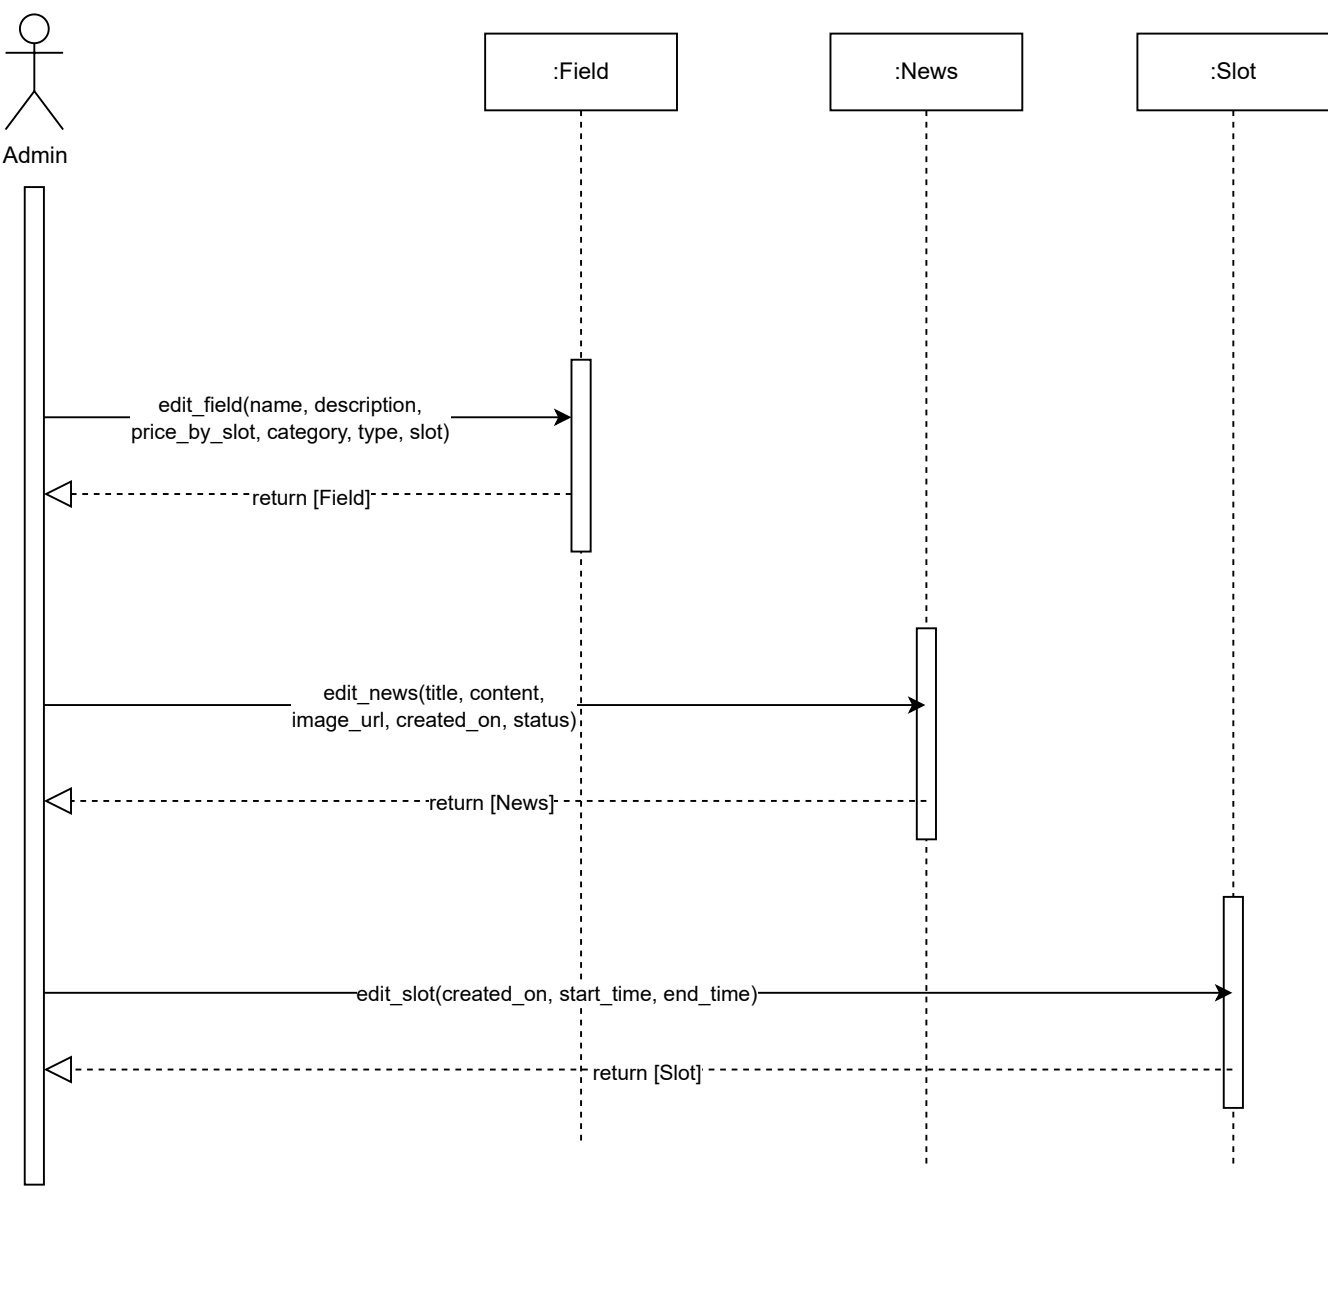 :Field
:News
:Slot
Admin
edit_field(name, description,
price_by_slot, category, type, slot)
return [Field]
edit_news(title, content,
image_url, created_on, status)
return [News]
edit_slot(created_on, start_time, end_time)
return [Slot]